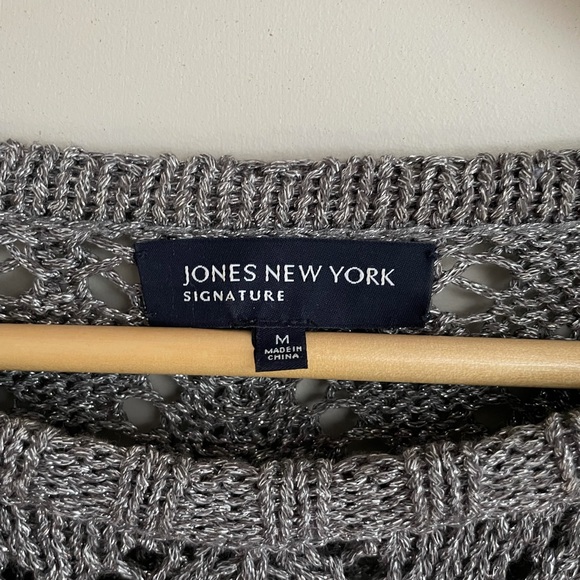 JONES NEW YORK
SIGNATURE
M
MADE IN
CHINA